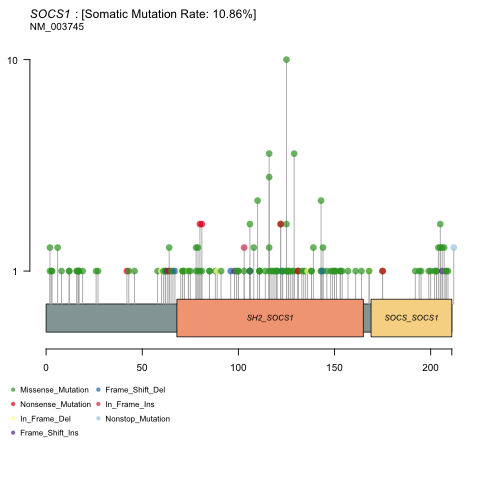 SOCS1 : [Somatic Mutation Rate: 10.86%]
NM_003745
10
1
SH2_SOCS1
SOCS_SOCS1
0 50 100 150 200
Missense_Mutation Frame_Shift_Del
Nonsense_Mutation In_Frame_Ins
In_Frame_Del Nonstop_Mutation
Frame_Shift_Ins